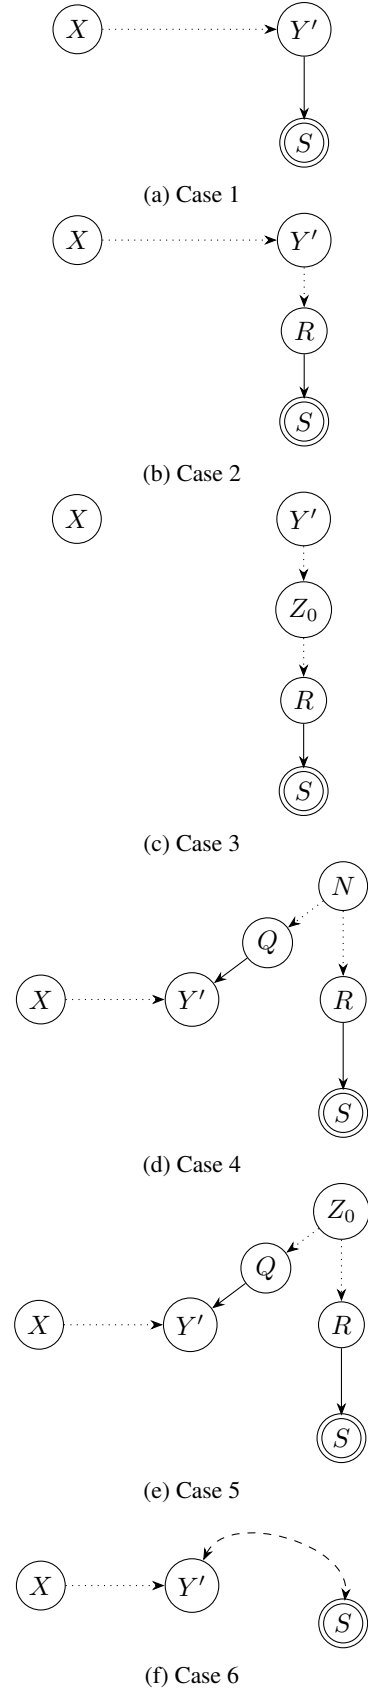 X Y′
S
(a) Case 1
X Y′
R
S
(b) Case 2
X Y′
Z₀
R
S
(c) Case 3
N
Q
X Y′ R
S
(d) Case 4
Z₀
Q
X Y′ R
S
(e) Case 5
X Y′
S
(f) Case 6